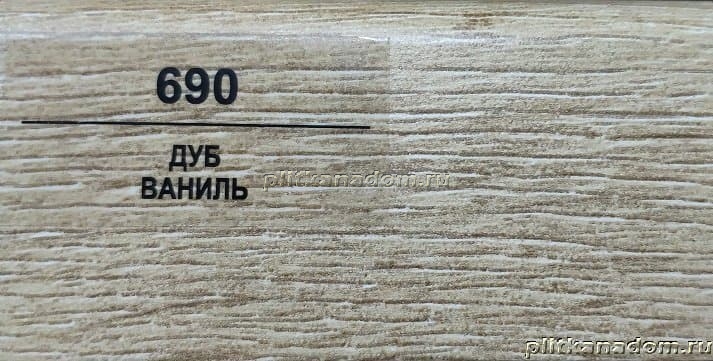 690
ДУБ
ВАНИЛЬ
plitkanadom.ru
plitkanadom.ru